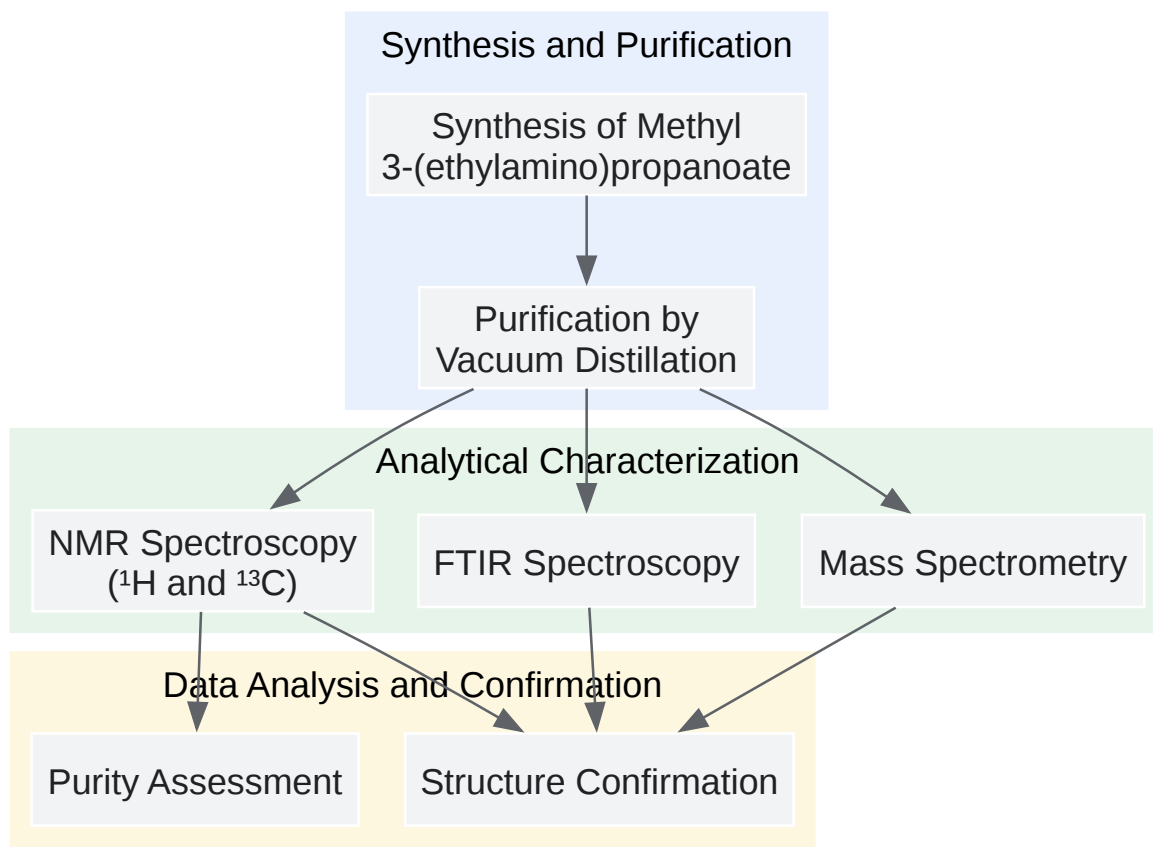 Synthesis and Purification
Synthesis of Methyl
3-(ethylamino)propanoate
Purification by
Vacuum Distillation
Analytical Characterization
NMR Spectroscopy
(¹H and ¹³C)
FTIR Spectroscopy
Mass Spectrometry
Data Analysis and Confirmation
Purity Assessment
Structure Confirmation